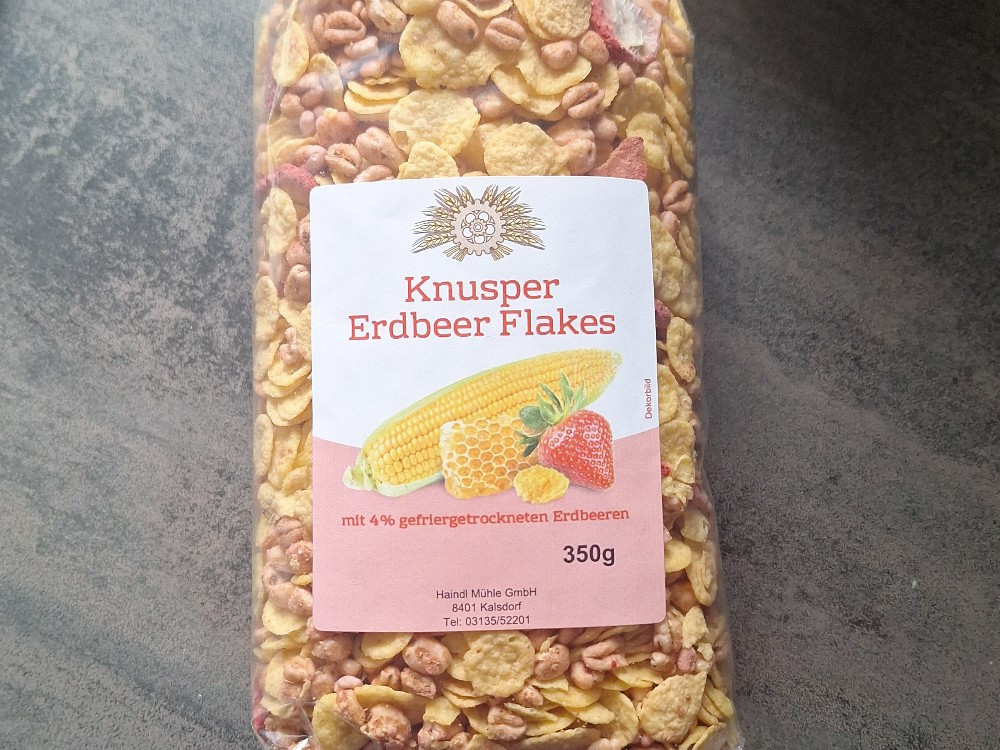 Knusper
Erdbeer Flakes
Dekorbild
mit 4% gefriergetrockneten Erdbeeren
350g
Haindl Mühle GmbH
8401 Kalsdorf
Tel: 03135/52201